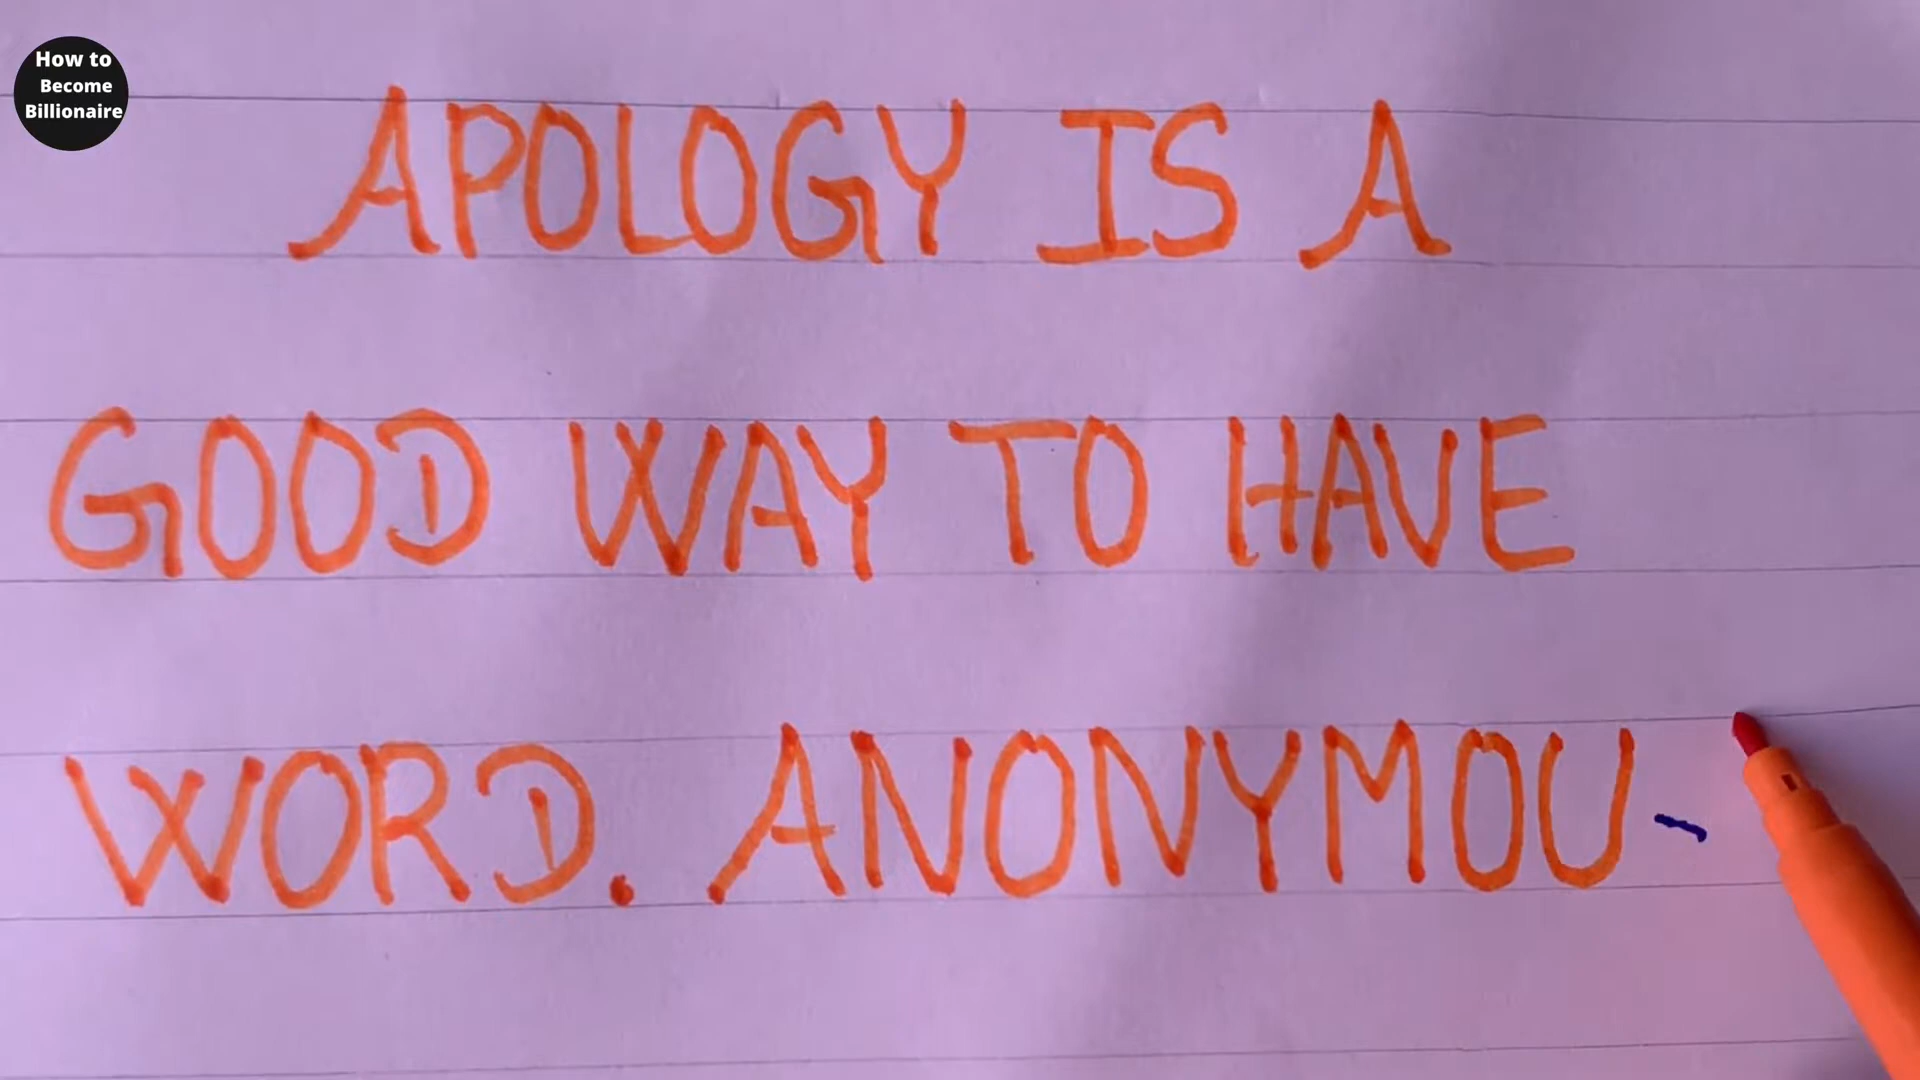 How to
Become
Billionaire
APOLOGY IS A
GOOD WAY TO HAVE
WORD. ANONYMOU